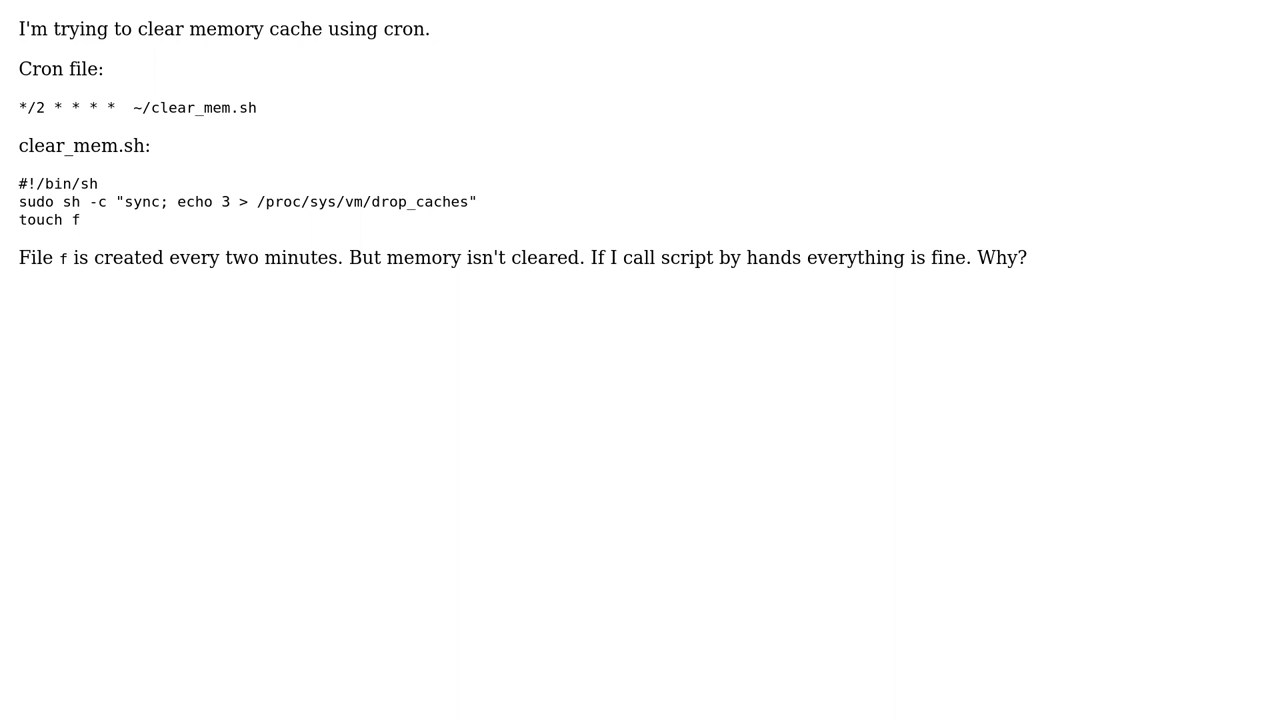 I'm trying to clear memory cache using cron.
Cron file:
*/2 * * * *  ~/clear_mem.sh
clear_mem.sh:
#!/bin/sh
sudo sh -c "sync; echo 3 > /proc/sys/vm/drop_caches"
touch f
File f is created every two minutes. But memory isn't cleared. If I call script by hands everything is fine. Why?